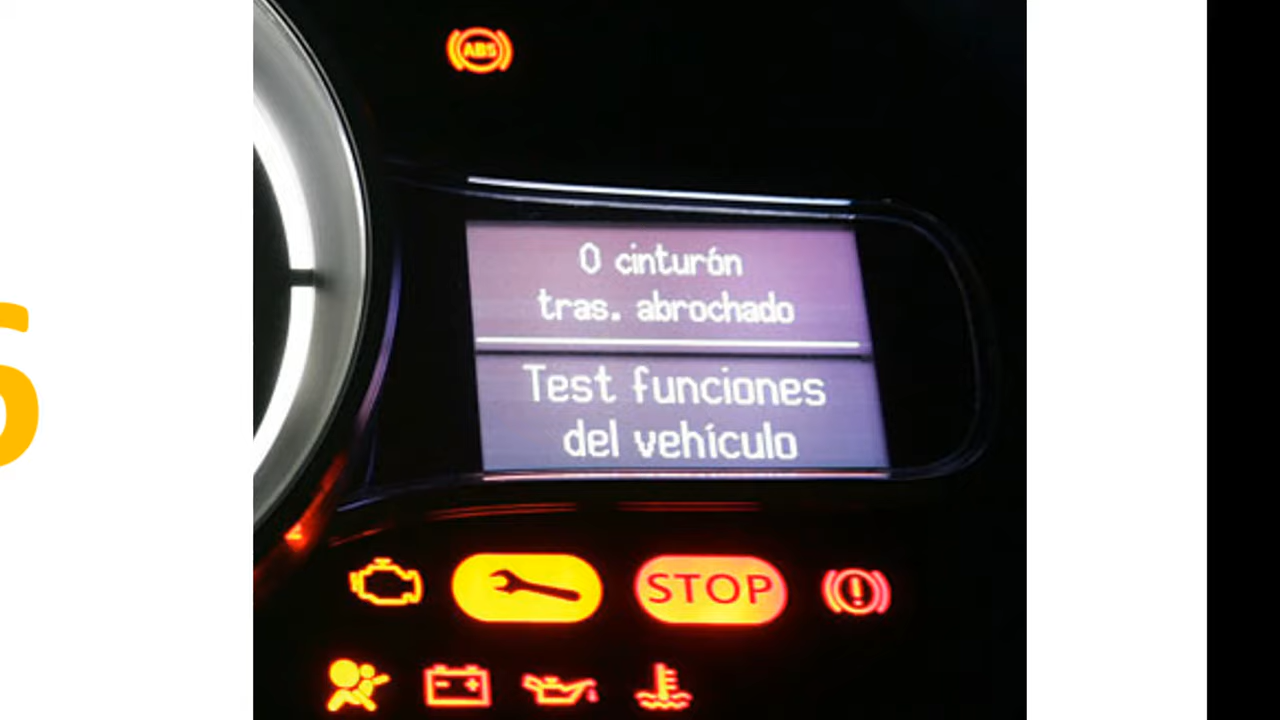 ABS
0 cinturón
tras. abrochado
Test funciones
del vehículo
STOP